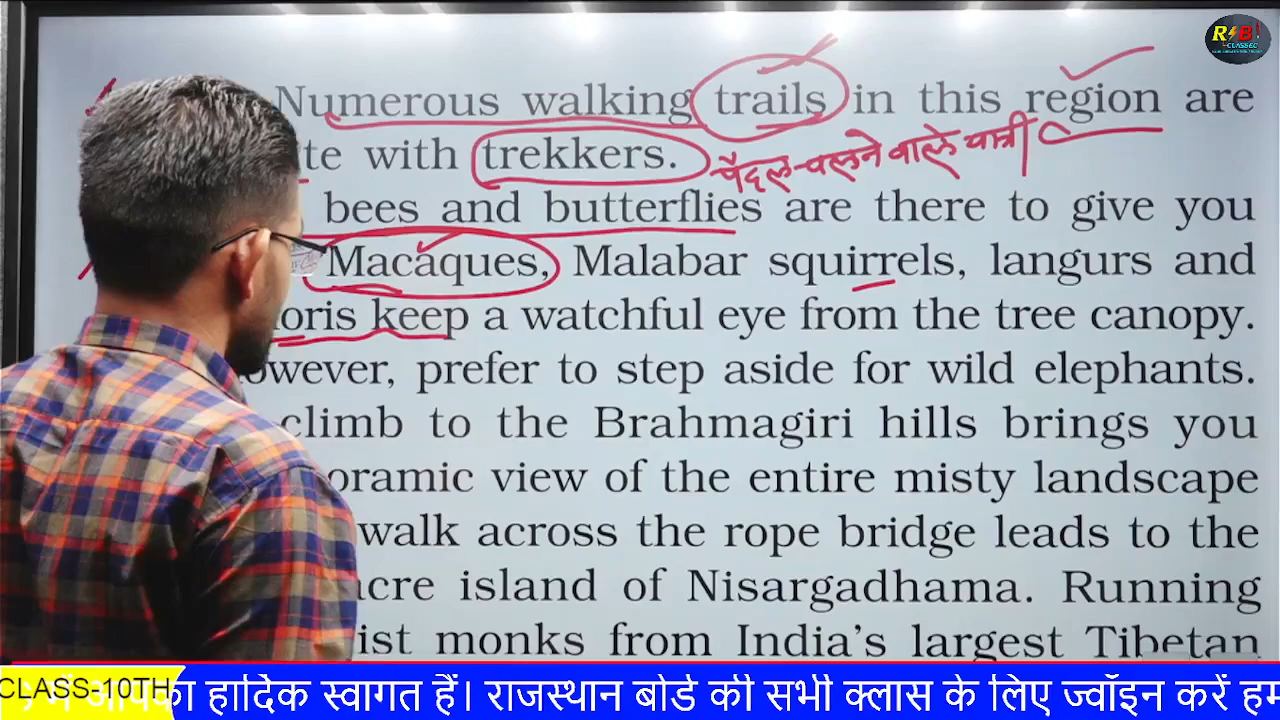 R B!
CLASSEC
Numerous walking trails in this region are
te with trekkers.
पैदल चलने वाले यात्री
bees and butterflies are there to give you
Macaques, Malabar squirrels, langurs and
oris keep a watchful eye from the tree canopy.
owever, prefer to step aside for wild elephants.
climb to the Brahmagiri hills brings you
oramic view of the entire misty landscape
walk across the rope bridge leads to the
cre island of Nisargadhama. Running
ist monks from India's largest Tibetan
CLASS-10TH में आपका हार्दिक स्वागत हैं। राजस्थान बोर्ड की सभी क्लास के लिए ज्वॉइन करें हम